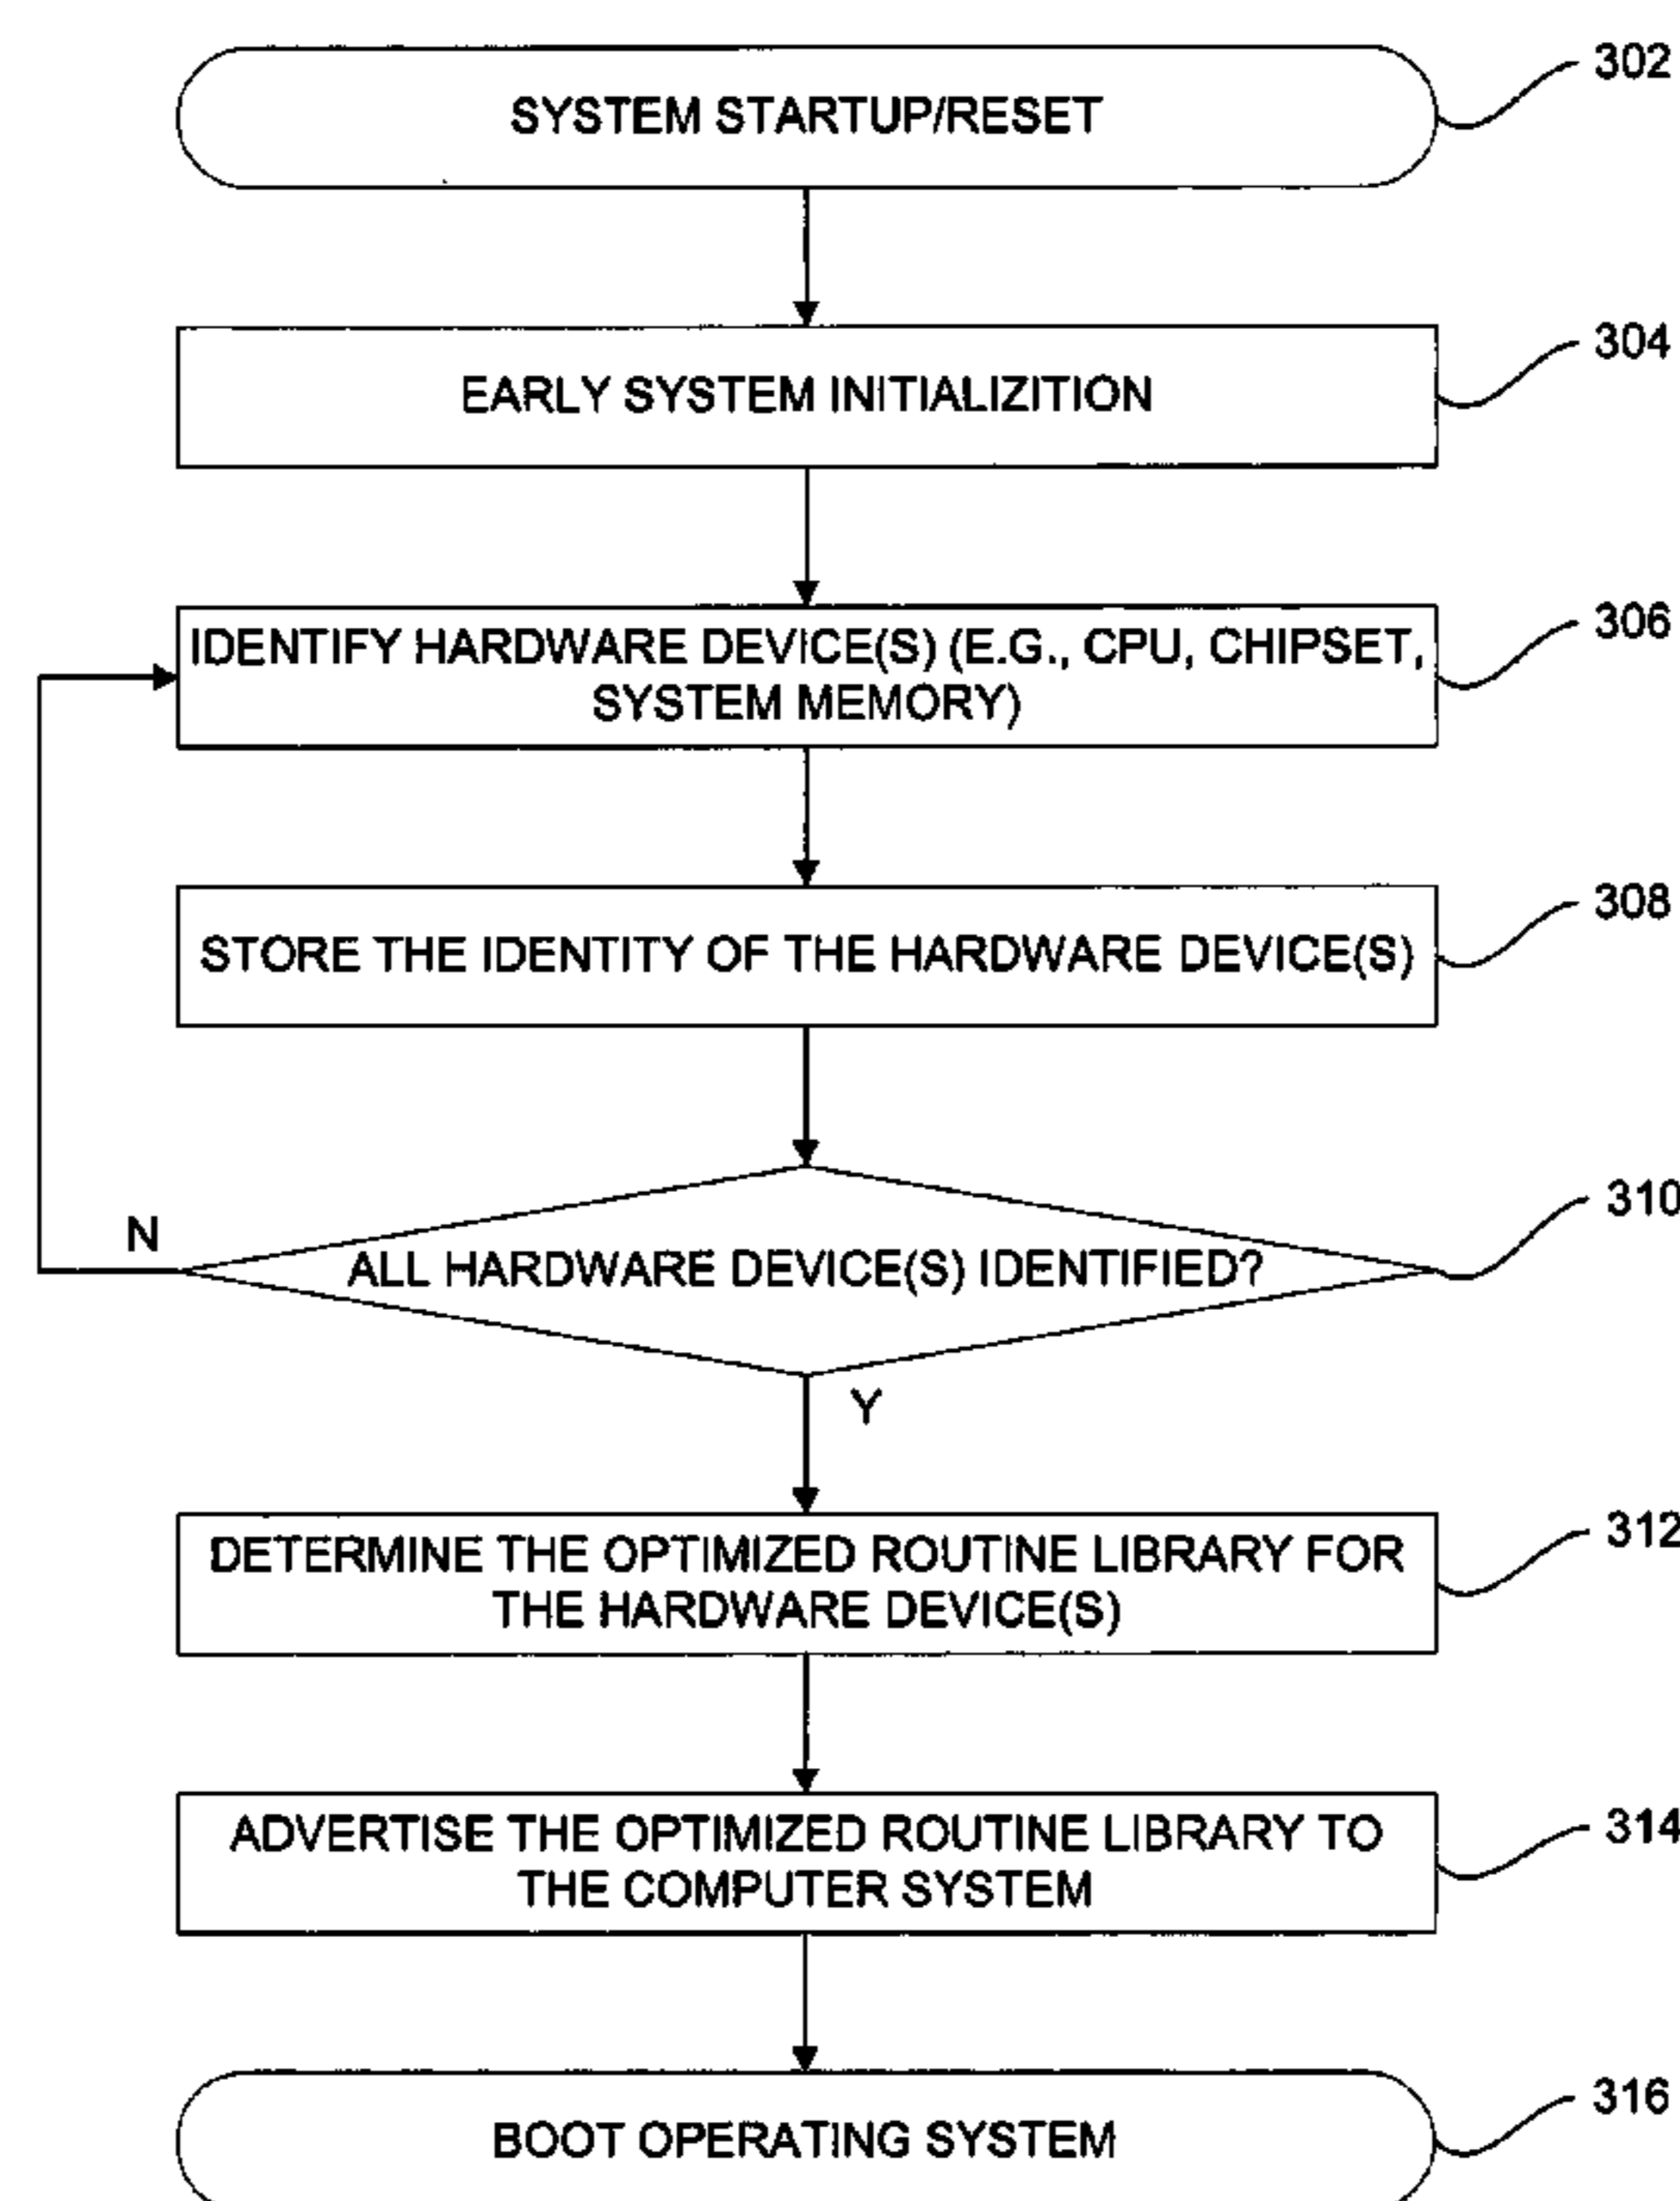 SYSTEM STARTUP/RESET
302
EARLY SYSTEM INITIALIZITION
304
IDENTIFY HARDWARE DEVICE(S) (E.G., CPU, CHIPSET,
SYSTEM MEMORY)
306
STORE THE IDENTITY OF THE HARDWARE DEVICE(S)
308
ALL HARDWARE DEVICE(S) IDENTIFIED?
310
N
Y
DETERMINE THE OPTIMIZED ROUTINE LIBRARY FOR
THE HARDWARE DEVICE(S)
312
ADVERTISE THE OPTIMIZED ROUTINE LIBRARY TO
THE COMPUTER SYSTEM
314
BOOT OPERATING SYSTEM
316